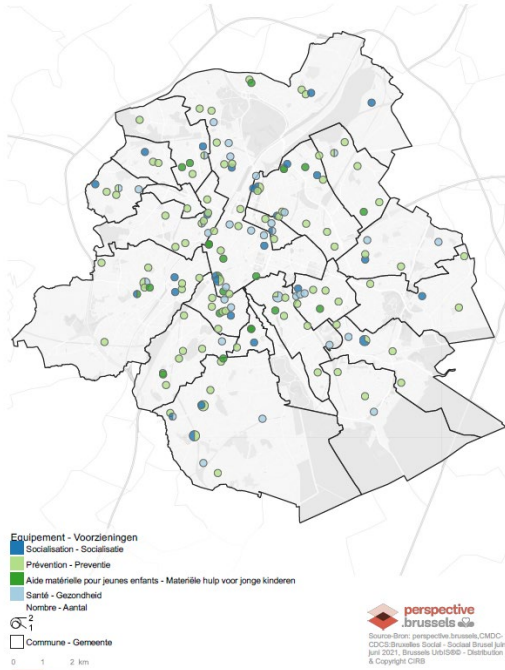 Equipement - Voorzieningen
Socialisation - Socialisatie
Prévention - Preventie
Aide matérielle pour jeunes enfants - Materiële hulp voor jonge kinderen
Santé - Gezondheid
Nombre - Aantal
2
1
Commune - Gemeente
0 1 2 km
perspective
.brussels
Source-Bron: perspective.brussels,CMDC-
CDCS:Bruxelles Social - Sociaal Brussel juin
juni 2021, Brussels UrbIS®© - Distribution
& Copyright CIRB